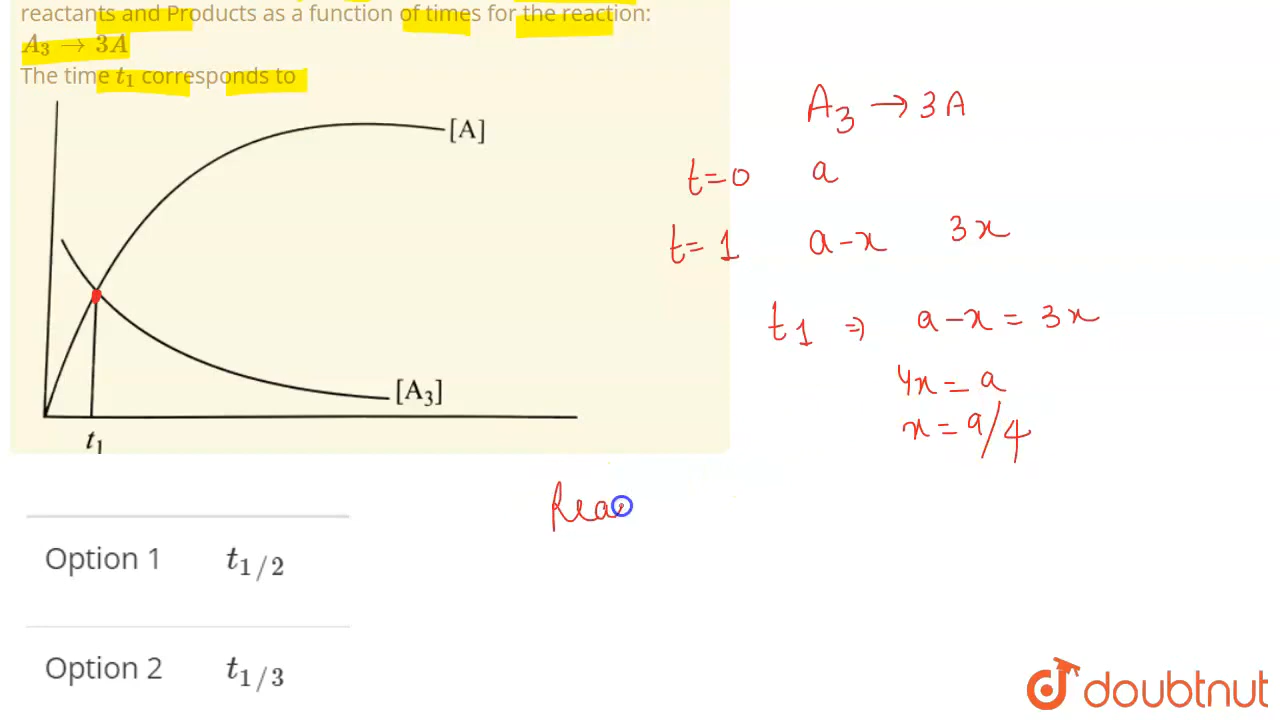 reactants and Products as a function of times for the reaction:
A₃ → 3A
The time t₁ corresponds to
[A]
[A₃]
t₁
A₃ → 3A
t=0 a
t=1 a-x 3x
t1 ⇒ a-x = 3x
4x = a
x = a/4
Rea
Option 1 t₁/₂
Option 2 t₁/₃
doubtnut